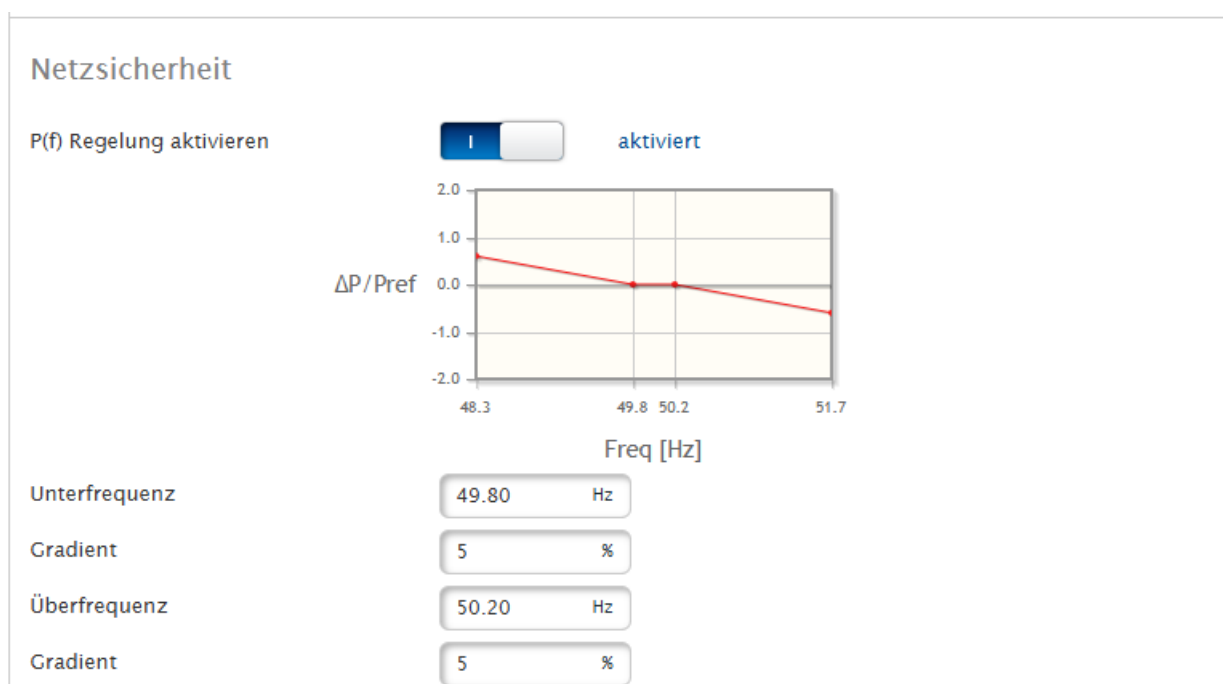 Netzsicherheit
P(f) Regelung aktivieren I aktiviert
2.0
1.0
ΔP/Pref 0.0
-1.0
-2.0
48.3 49.8 50.2 51.7
Freq [Hz]
Unterfrequenz 49.80 Hz
Gradient 5 %
Überfrequenz 50.20 Hz
Gradient 5 %